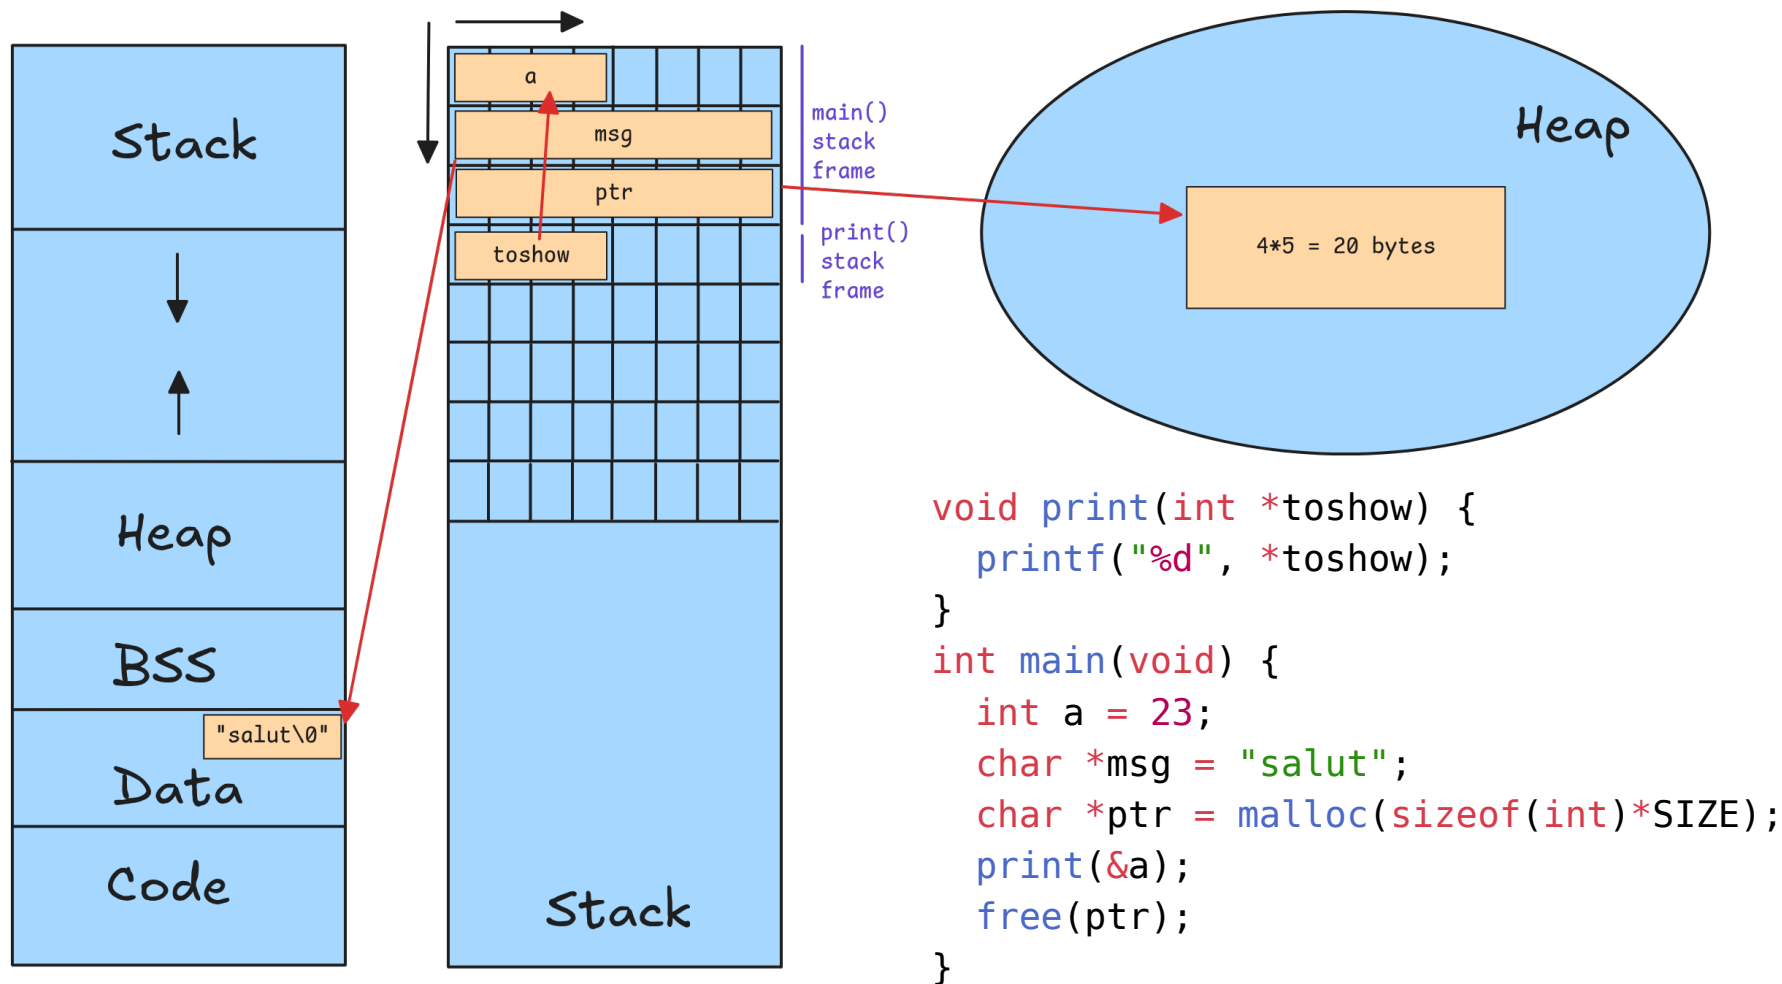 Stack
Heap
BSS
"salut\0"
Data
Code
a
msg
ptr
toshow
Stack
main()
stack
frame
print()
stack
frame
Heap
4*5 = 20 bytes
void print(int *toshow) {
  printf("%d", *toshow);
}
int main(void) {
  int a = 23;
  char *msg = "salut";
  char *ptr = malloc(sizeof(int)*SIZE);
  print(&a);
  free(ptr);
}